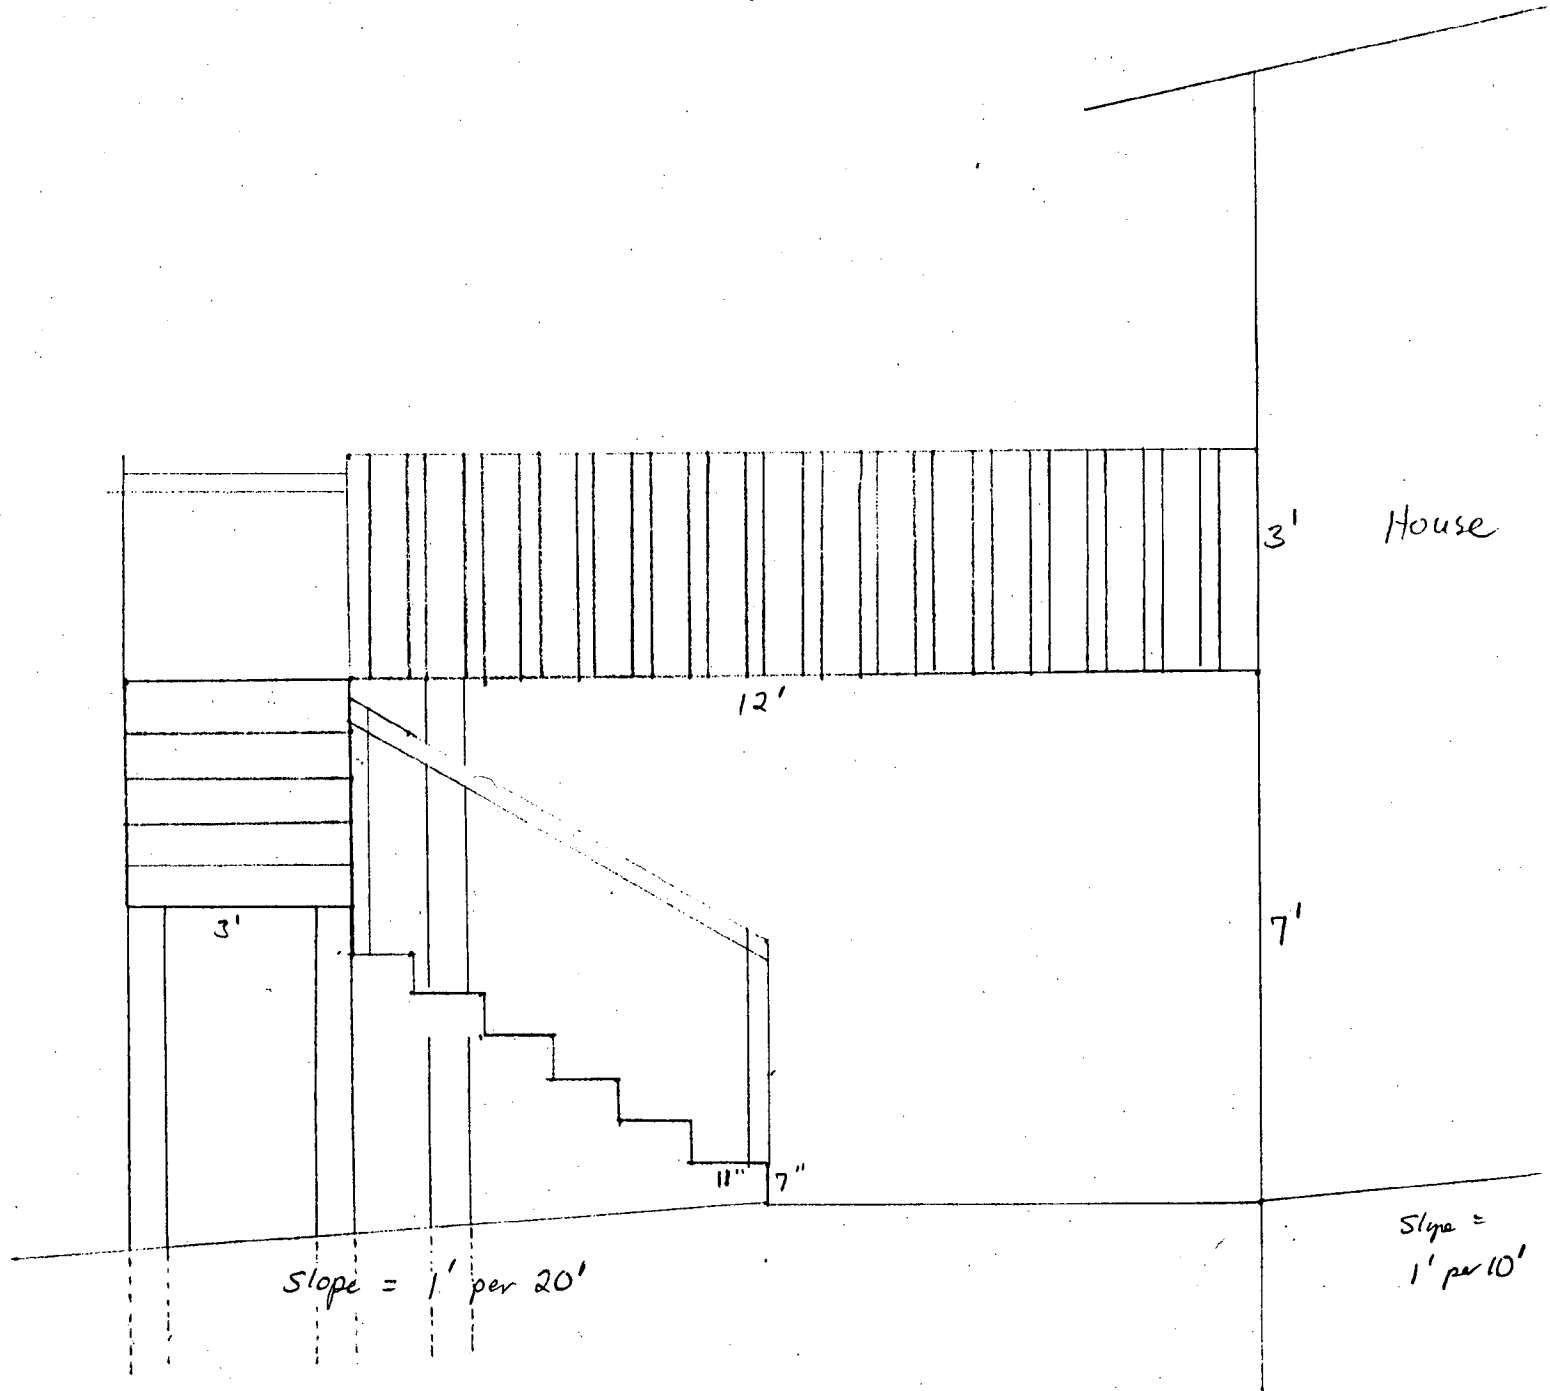 3'
House
12'
3'
7'
11"
7"
Slope =
1' per 10'
Slope = 1' per 20'